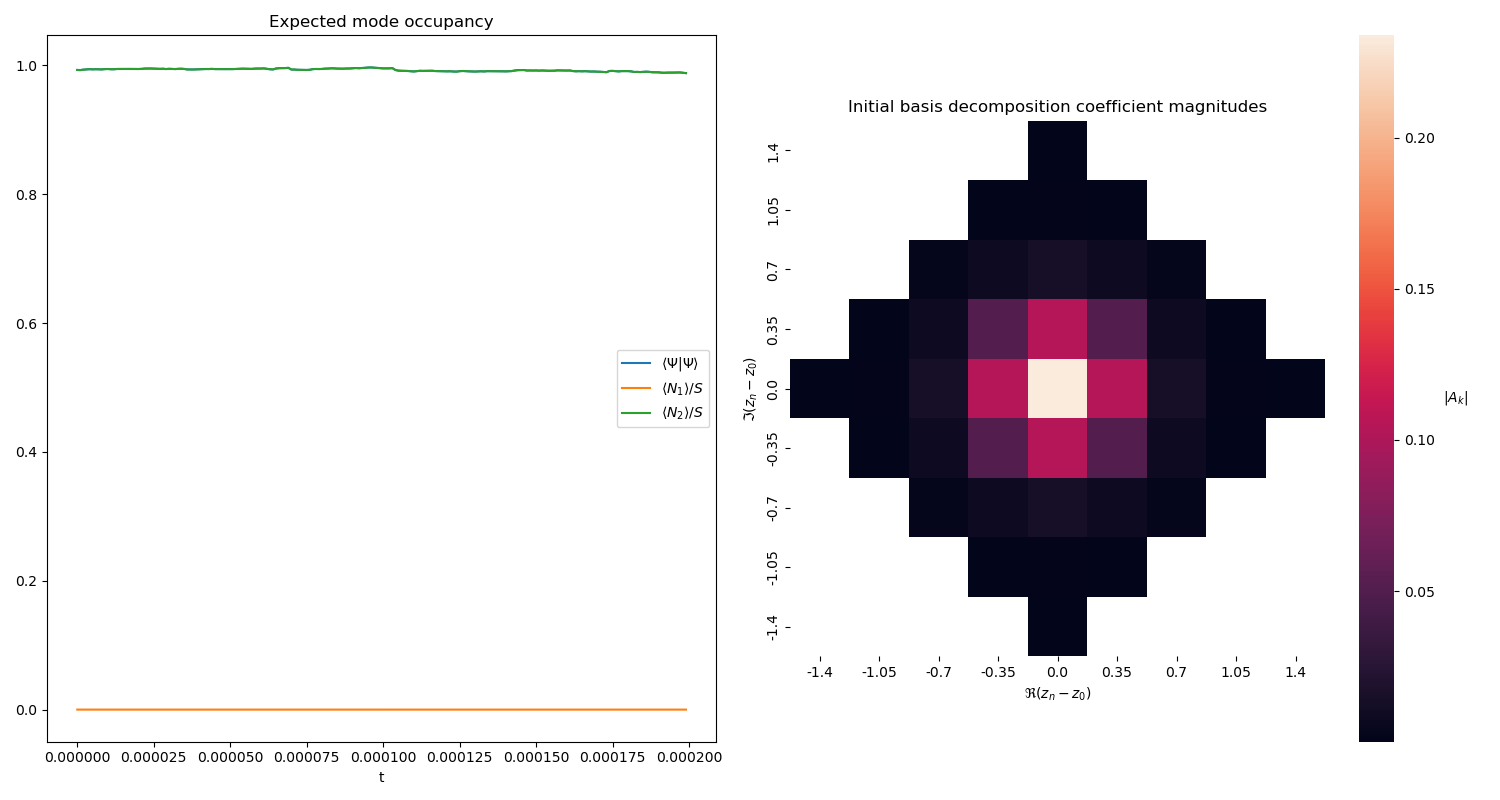 Expected mode occupancy
1.0
0.8
0.6
0.4
0.2
0.0
⟨Ψ|Ψ⟩
⟨N₁⟩/S
⟨N₂⟩/S
0.000000 0.000025 0.000050 0.000075 0.000100 0.000125 0.000150 0.000175 0.000200
t
Initial basis decomposition coefficient magnitudes
ℑ(zₙ − z₀)
1.4
1.05
0.7
0.35
0.0
-0.35
-0.7
-1.05
-1.4
-1.4 -1.05 -0.7 -0.35 0.0 0.35 0.7 1.05 1.4
ℜ(zₙ − z₀)
0.20
0.15
0.10
0.05
|Aₖ|